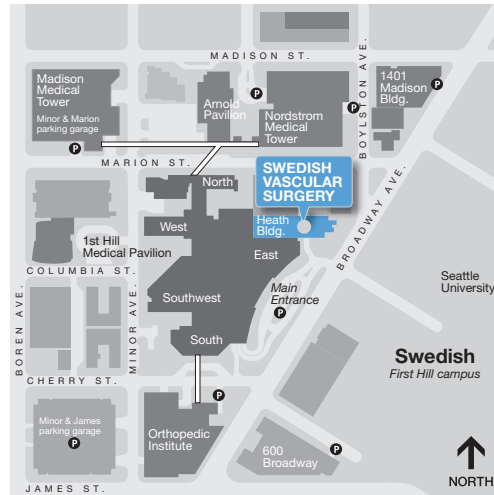 MADISON ST.
Madison
Medical
Tower
Minor & Marion
parking garage
P
Arnold
Pavilion
P
Nordstrom
Medical
Tower
P
BOYLSTON AVE.
1401
Madison
Bldg.
P
MARION ST.
North
SWEDISH
VASCULAR
SURGERY
Heath
Bldg.
BROADWAY AVE.
West
1st Hill
Medical Pavilion
East
COLUMBIA ST.
Main
Entrance
P
Seattle
University
BOREN AVE.
MINOR AVE.
Southwest
South
Swedish
First Hill campus
CHERRY ST.
P
Minor & James
parking garage
P
Orthopedic
Institute
600
Broadway
P
JAMES ST.
NORTH